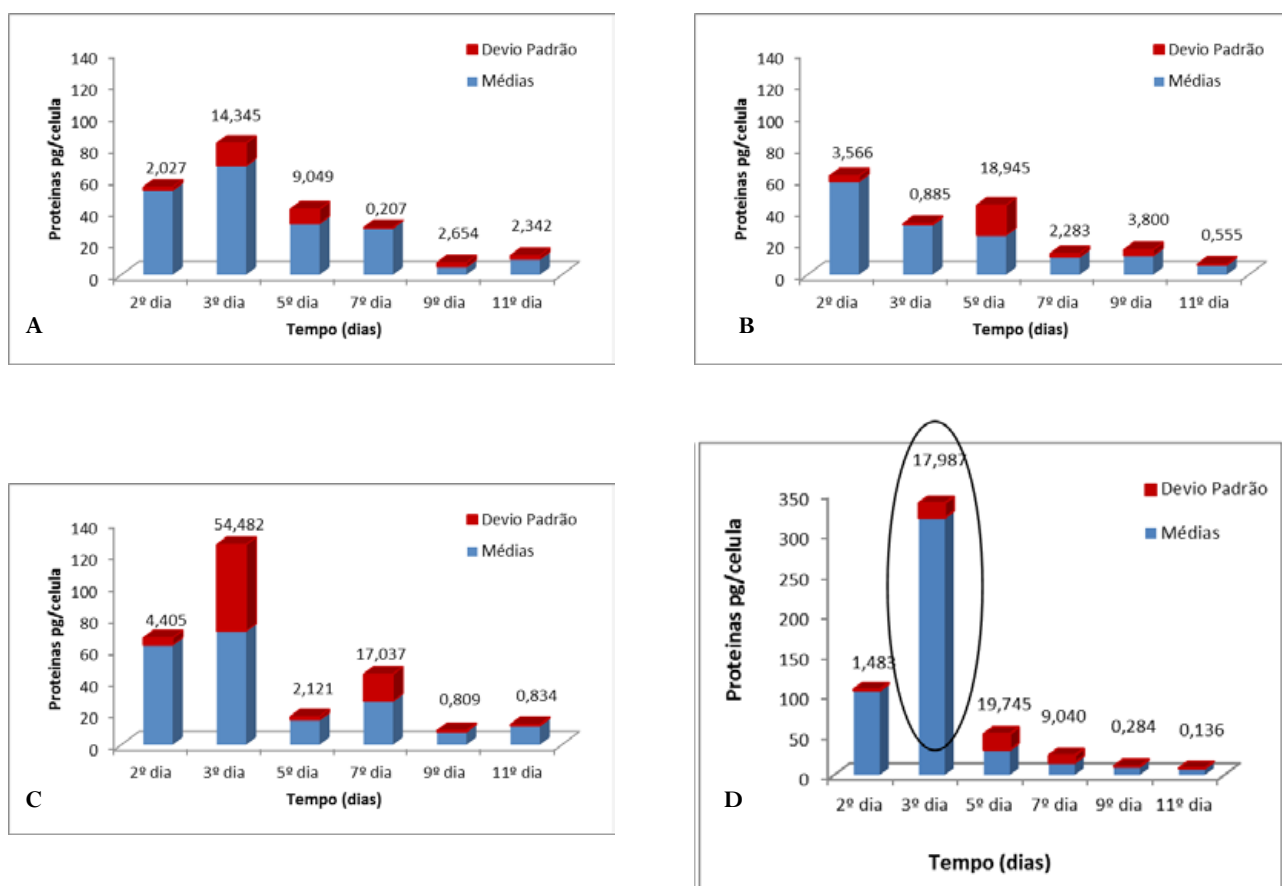 Devio Padrão
Médias
Proteinas pg/celula
140
120
100
80
60
40
20
0
2,027
14,345
9,049
0,207
2,654
2,342
2º dia 3º dia 5º dia 7º dia 9º dia 11º dia
Tempo (dias)
A
Devio Padrão
Médias
Proteinas pg/celula
140
120
100
80
60
40
20
0
3,566
0,885
18,945
2,283
3,800
0,555
2º dia 3º dia 5º dia 7º dia 9º dia 11º dia
Tempo (dias)
B
Devio Padrão
Médias
Proteinas pg/celula
140
120
100
80
60
40
20
0
4,405
54,482
2,121
17,037
0,809
0,834
2º dia 3º dia 5º dia 7º dia 9º dia 11º dia
Tempo (dias)
C
Devio Padrão
Médias
Proteinas pg/celula
350
300
250
200
150
100
50
0
1,483
17,987
19,745
9,040
0,284
0,136
2º dia 3º dia 5º dia 7º dia 9º dia 11º dia
Tempo (dias)
D